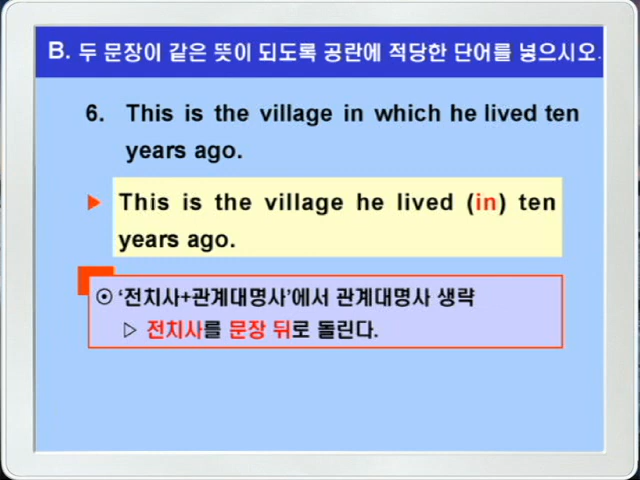 B. 두 문장이 같은 뜻이 되도록 공란에 적당한 단어를 넣으시오.
6. This is the village in which he lived ten
years ago.
▶ This is the village he lived (in) ten
years ago.
⊙ ‘전치사+관계대명사’에서 관계대명사 생략
▷ 전치사를 문장 뒤로 돌린다.